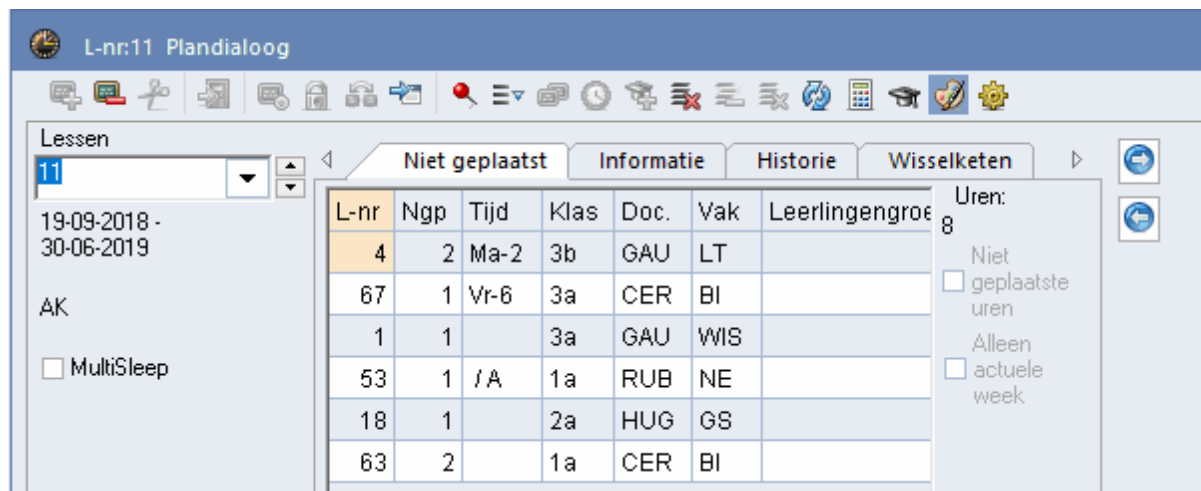 L-nr:11 Plandialoog
Lessen
11
19-09-2018 -
30-06-2019
AK
MultiSleep
Niet geplaatst Informatie Historie Wisselketen
L-nr Ngp Tijd Klas Doc. Vak Leerlingengroe
4 2 Ma-2 3b GAU LT
67 1 Vr-6 3a CER BI
1 1 3a GAU WIS
53 1 / A 1a RUB NE
18 1 2a HUG GS
63 2 1a CER BI
Uren:
8
Niet
geplaatste
uren
Alleen
actuele
week